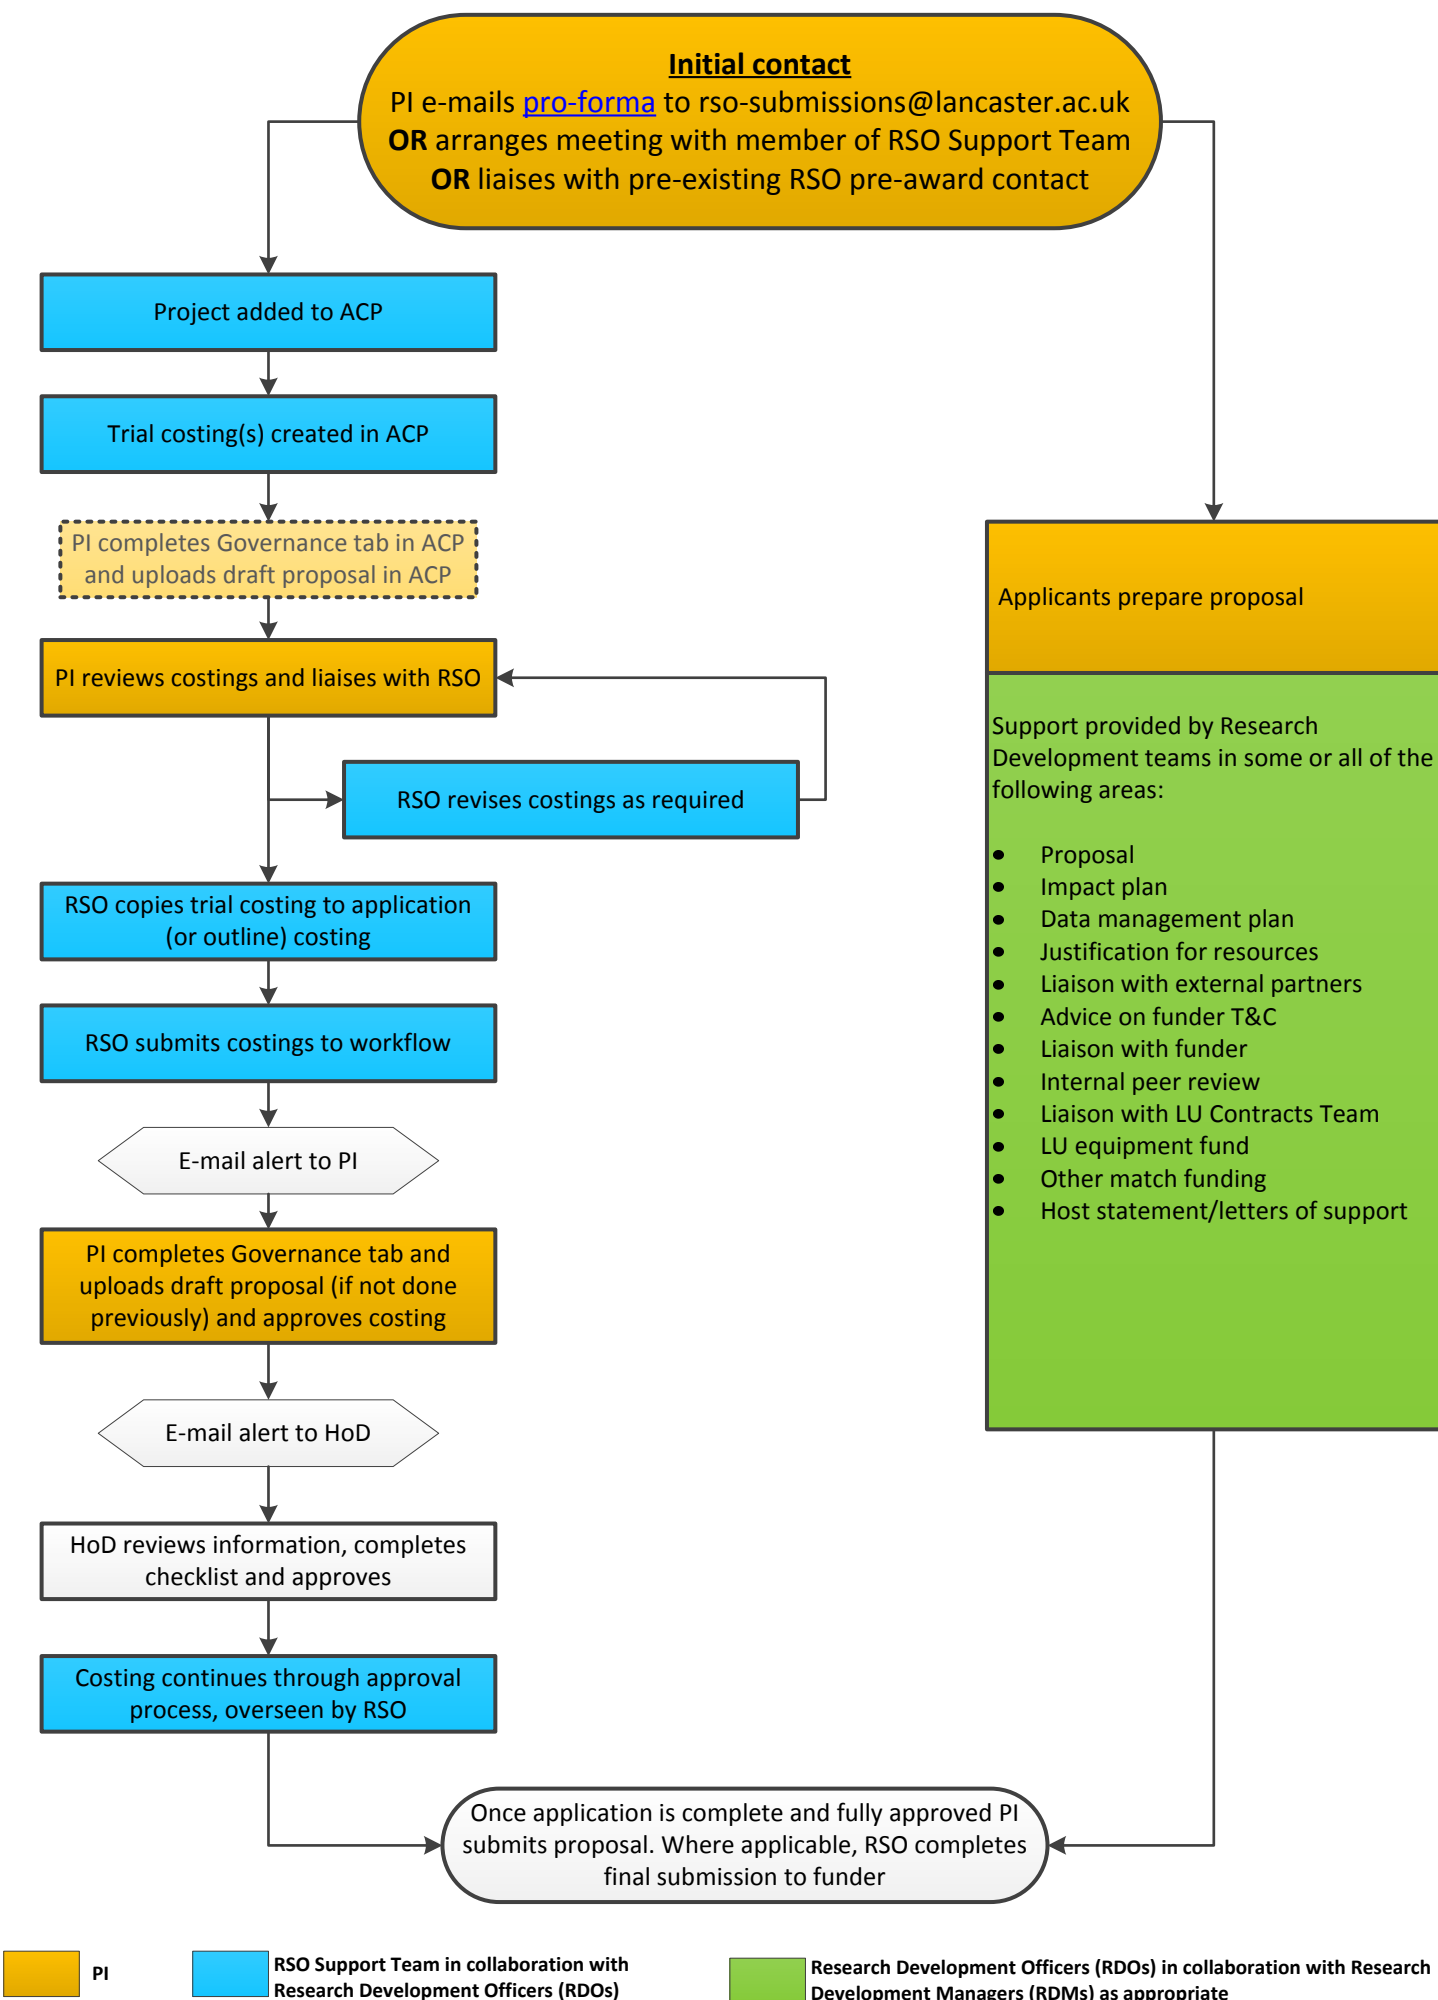 Initial contact
PI e-mails pro-forma to rso-submissions@lancaster.ac.uk
OR arranges meeting with member of RSO Support Team
OR liaises with pre-existing RSO pre-award contact
Project added to ACP
Trial costing(s) created in ACP
PI completes Governance tab in ACP
and uploads draft proposal in ACP
PI reviews costings and liaises with RSO
RSO revises costings as required
RSO copies trial costing to application
(or outline) costing
RSO submits costings to workflow
E-mail alert to PI
PI completes Governance tab and
uploads draft proposal (if not done
previously) and approves costing
E-mail alert to HoD
HoD reviews information, completes
checklist and approves
Costing continues through approval
process, overseen by RSO
Applicants prepare proposal
Support provided by Research
Development teams in some or all of the
following areas:
• Proposal
• Impact plan
• Data management plan
• Justification for resources
• Liaison with external partners
• Advice on funder T&C
• Liaison with funder
• Internal peer review
• Liaison with LU Contracts Team
• LU equipment fund
• Other match funding
• Host statement/letters of support
Once application is complete and fully approved PI
submits proposal. Where applicable, RSO completes
final submission to funder
PI
RSO Support Team in collaboration with
Research Development Officers (RDOs)
Research Development Officers (RDOs) in collaboration with Research
Development Managers (RDMs) as appropriate